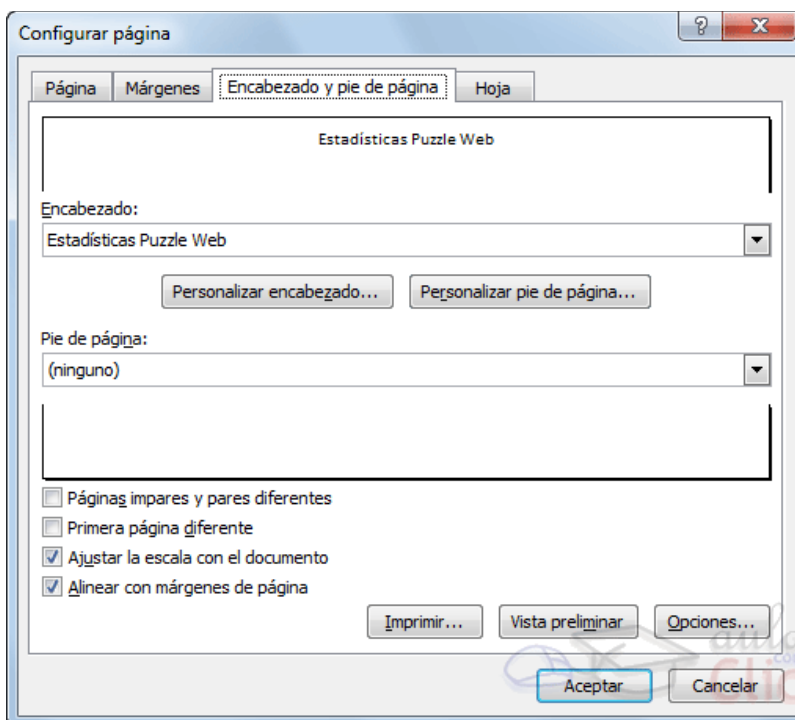 Configurar página
Página Márgenes Encabezado y pie de página Hoja
Estadísticas Puzzle Web
Encabezado:
Estadísticas Puzzle Web
Personalizar encabezado... Personalizar pie de página...
Pie de página:
(ninguno)
Páginas impares y pares diferentes
Primera página diferente
Ajustar la escala con el documento
Alinear con márgenes de página
Imprimir... Vista preliminar Opciones...
Aceptar Cancelar